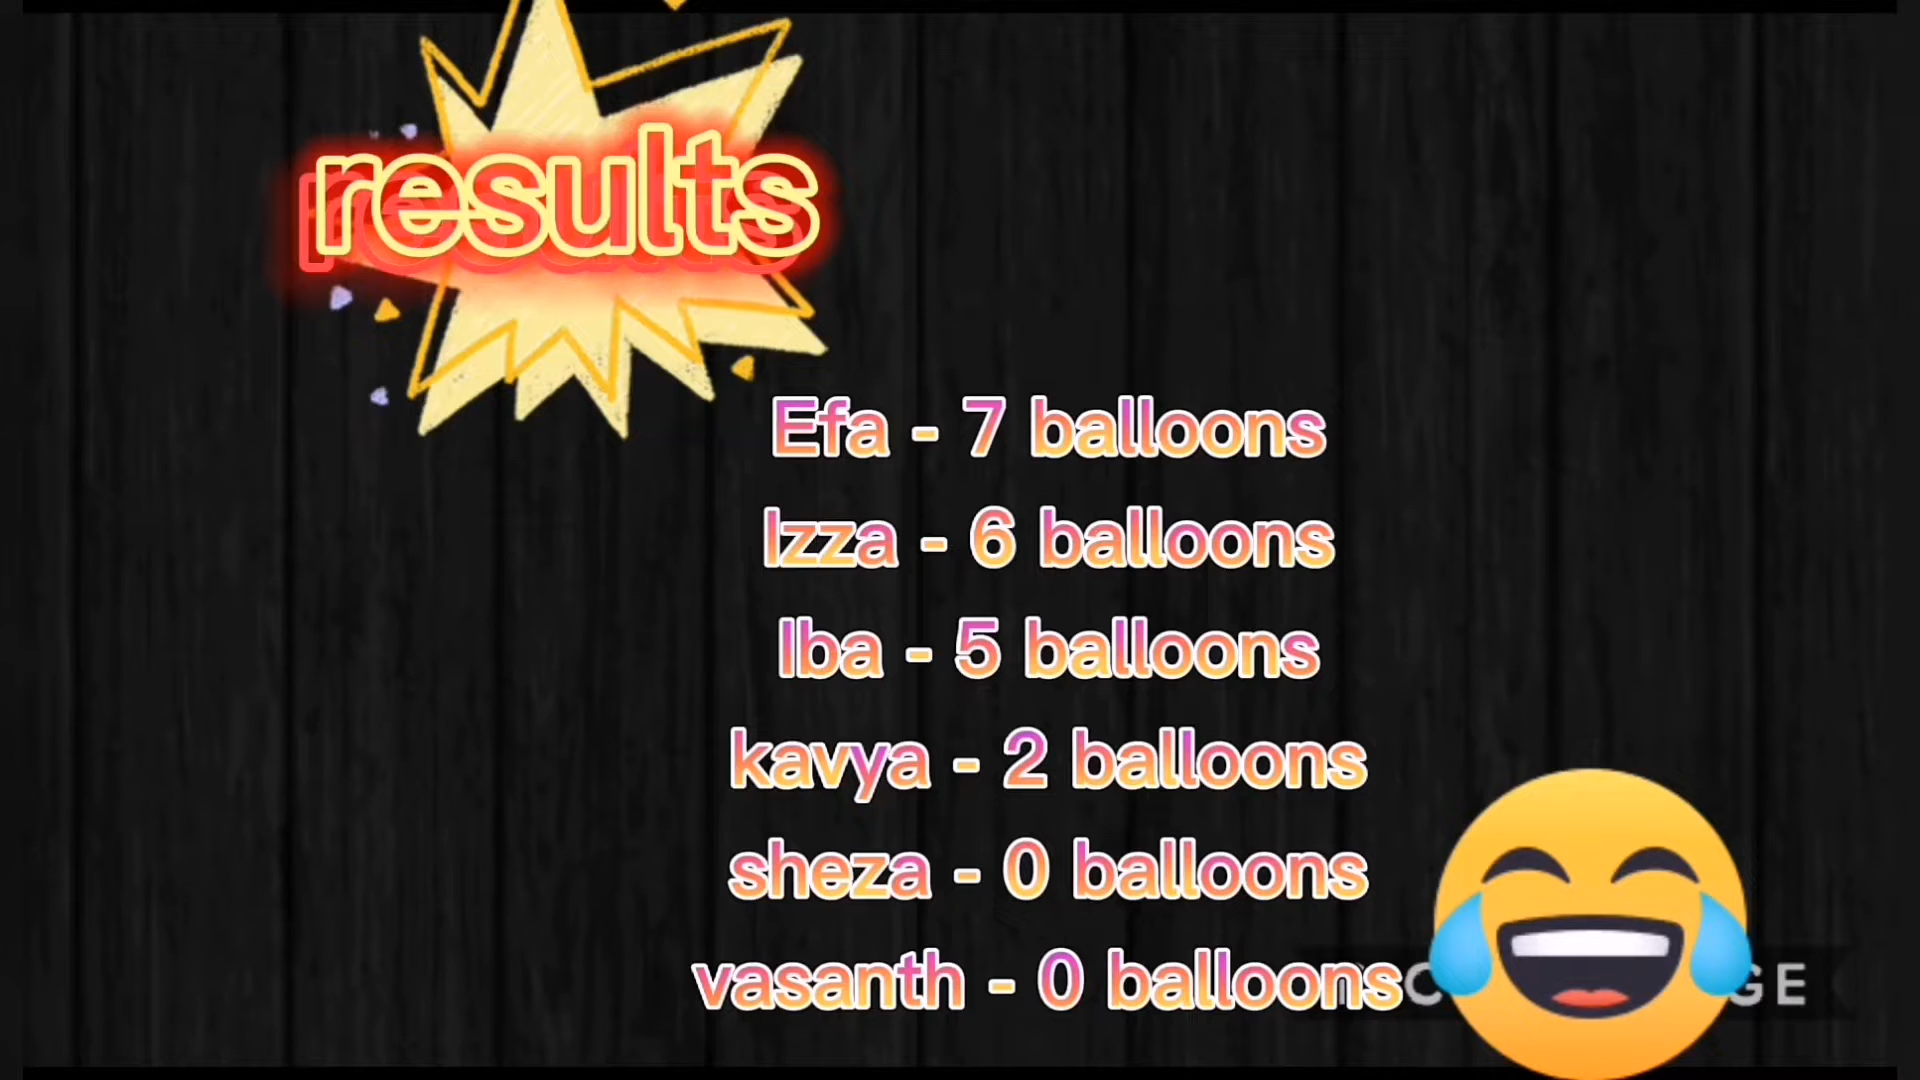 results
Efa - 7 balloons
Izza - 6 balloons
Iba - 5 balloons
kavya - 2 balloons
sheza - 0 balloons
vasanth - 0 balloons